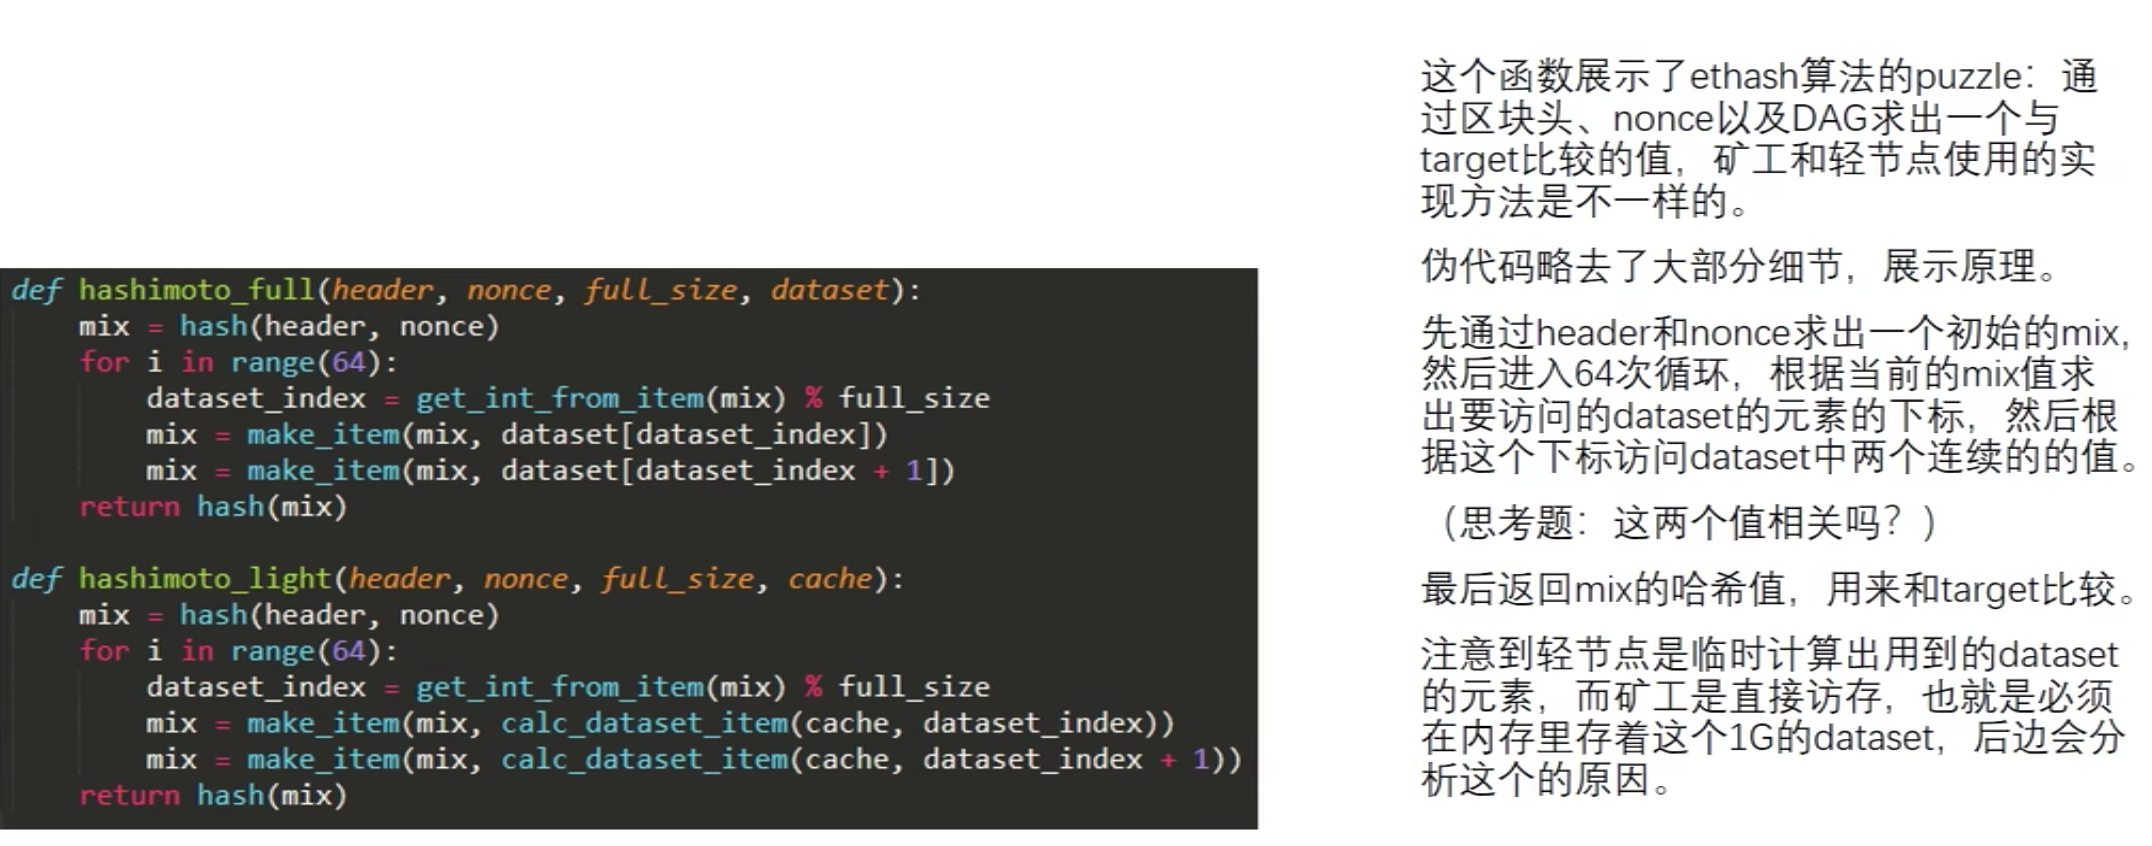 def hashimoto_full(header, nonce, full_size, dataset):
    mix = hash(header, nonce)
    for i in range(64):
        dataset_index = get_int_from_item(mix) % full_size
        mix = make_item(mix, dataset[dataset_index])
        mix = make_item(mix, dataset[dataset_index + 1])
    return hash(mix)
def hashimoto_light(header, nonce, full_size, cache):
    mix = hash(header, nonce)
    for i in range(64):
        dataset_index = get_int_from_item(mix) % full_size
        mix = make_item(mix, calc_dataset_item(cache, dataset_index))
        mix = make_item(mix, calc_dataset_item(cache, dataset_index + 1))
    return hash(mix)
这个函数展示了ethash算法的puzzle：通
过区块头、nonce以及DAG求出一个与
target比较的值，矿工和轻节点使用的实
现方法是不一样的。
伪代码略去了大部分细节，展示原理。
先通过header和nonce求出一个初始的mix，
然后进入64次循环，根据当前的mix值求
出要访问的dataset的元素的下标，然后根
据这个下标访问dataset中两个连续的的值。
（思考题：这两个值相关吗？）
最后返回mix的哈希值，用来和target比较。
注意到轻节点是临时计算出用到的dataset
的元素，而矿工是直接访存，也就是必须
在内存里存着这个1G的dataset，后边会分
析这个的原因。